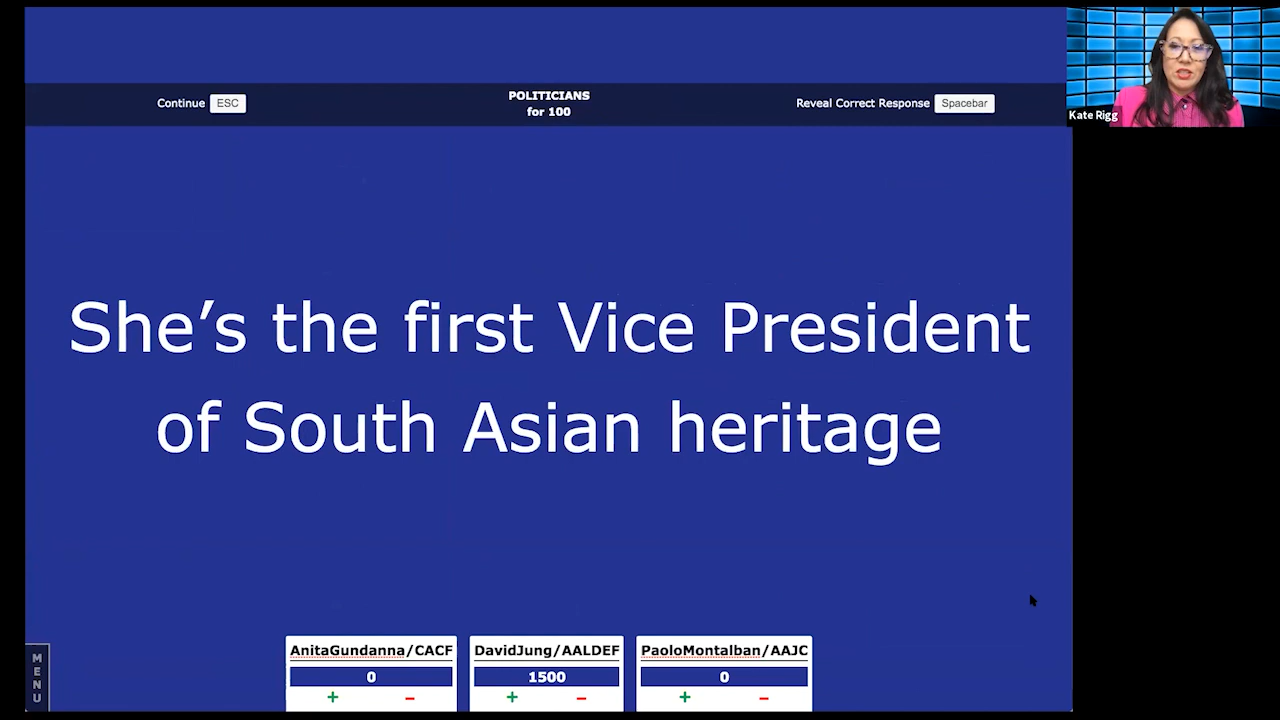 Continue ESC
POLITICIANS
for 100
Reveal Correct Response Spacebar
Kate Rigg
She’s the first Vice President
of South Asian heritage
MENU
AnitaGundanna/CACF
0
+ −
DavidJung/AALDEF
1500
+ −
PaoloMontalban/AAJC
0
+ −